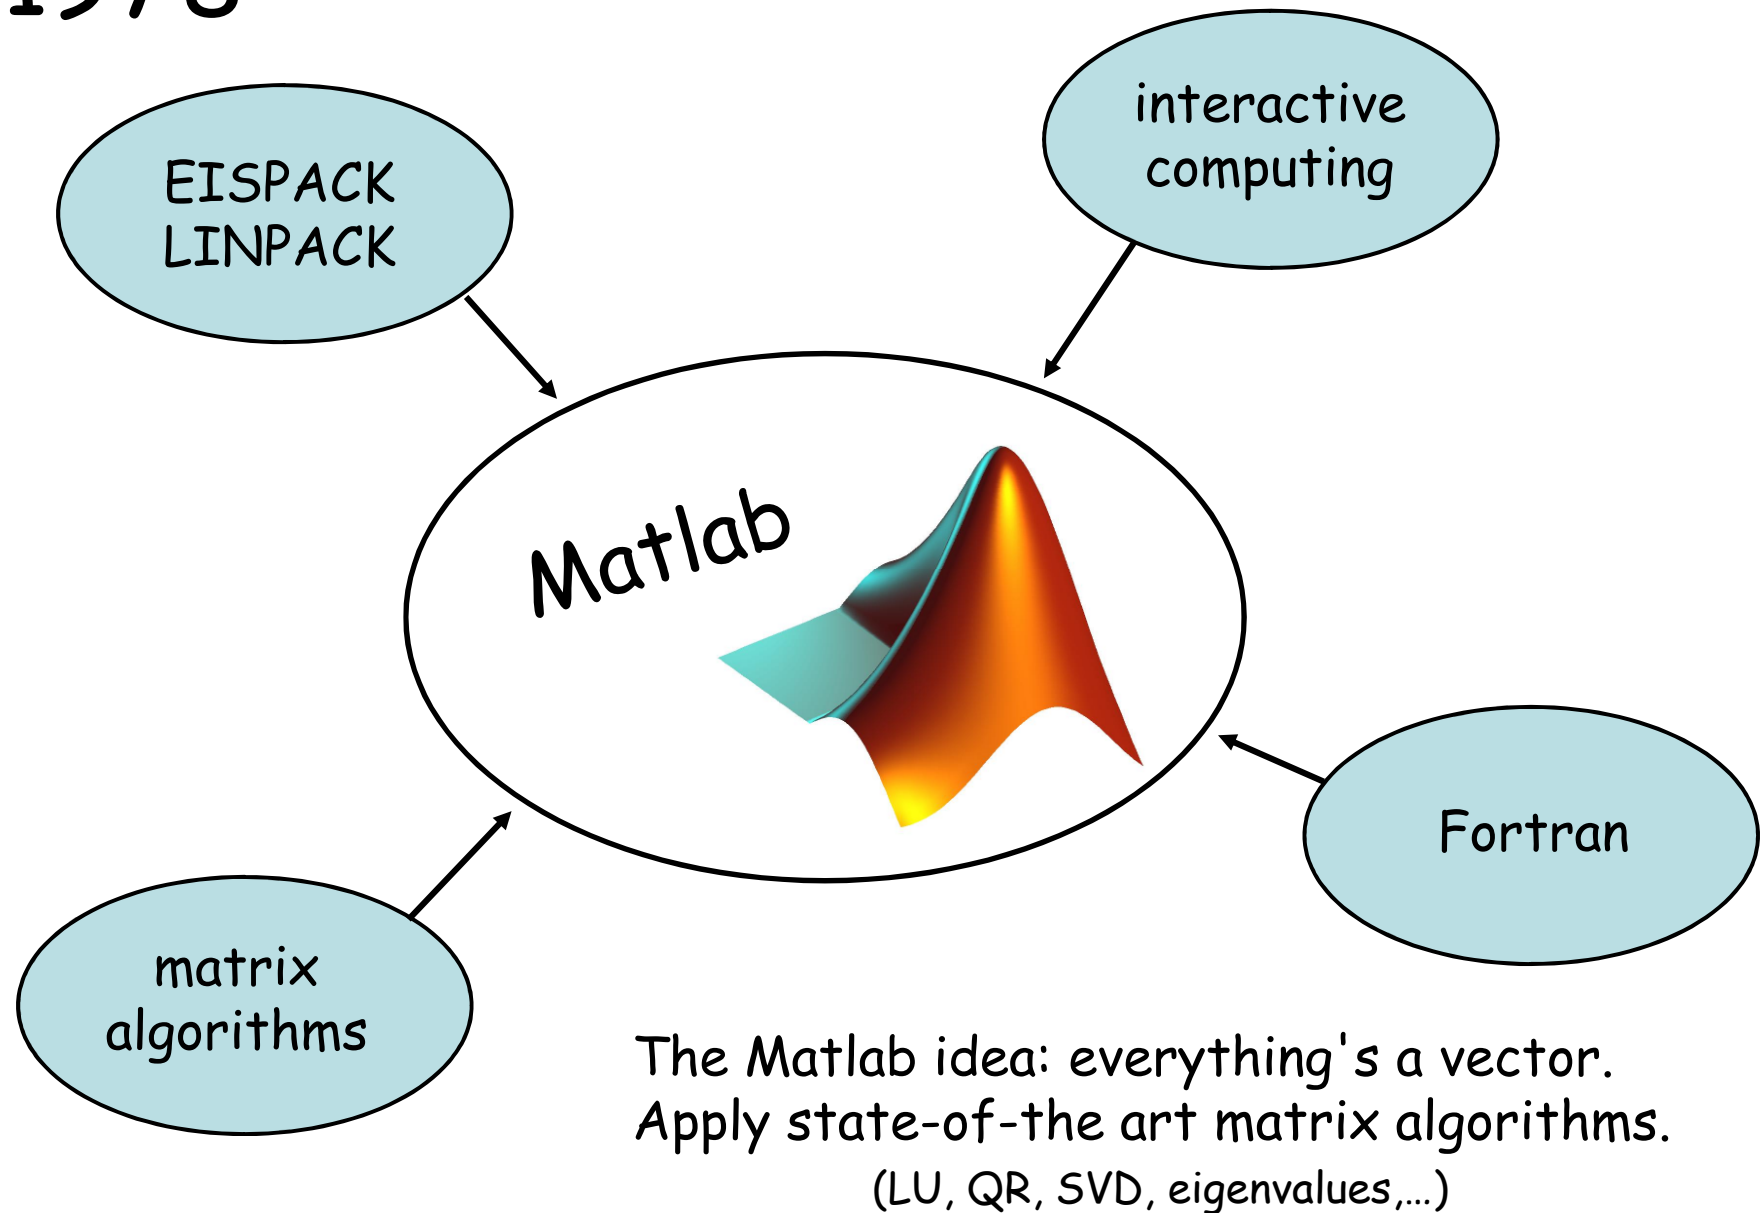 EISPACK
LINPACK
interactive
computing
Matlab
Fortran
matrix
algorithms
The Matlab idea: everything's a vector.
Apply state-of-the art matrix algorithms.
(LU, QR, SVD, eigenvalues,...)